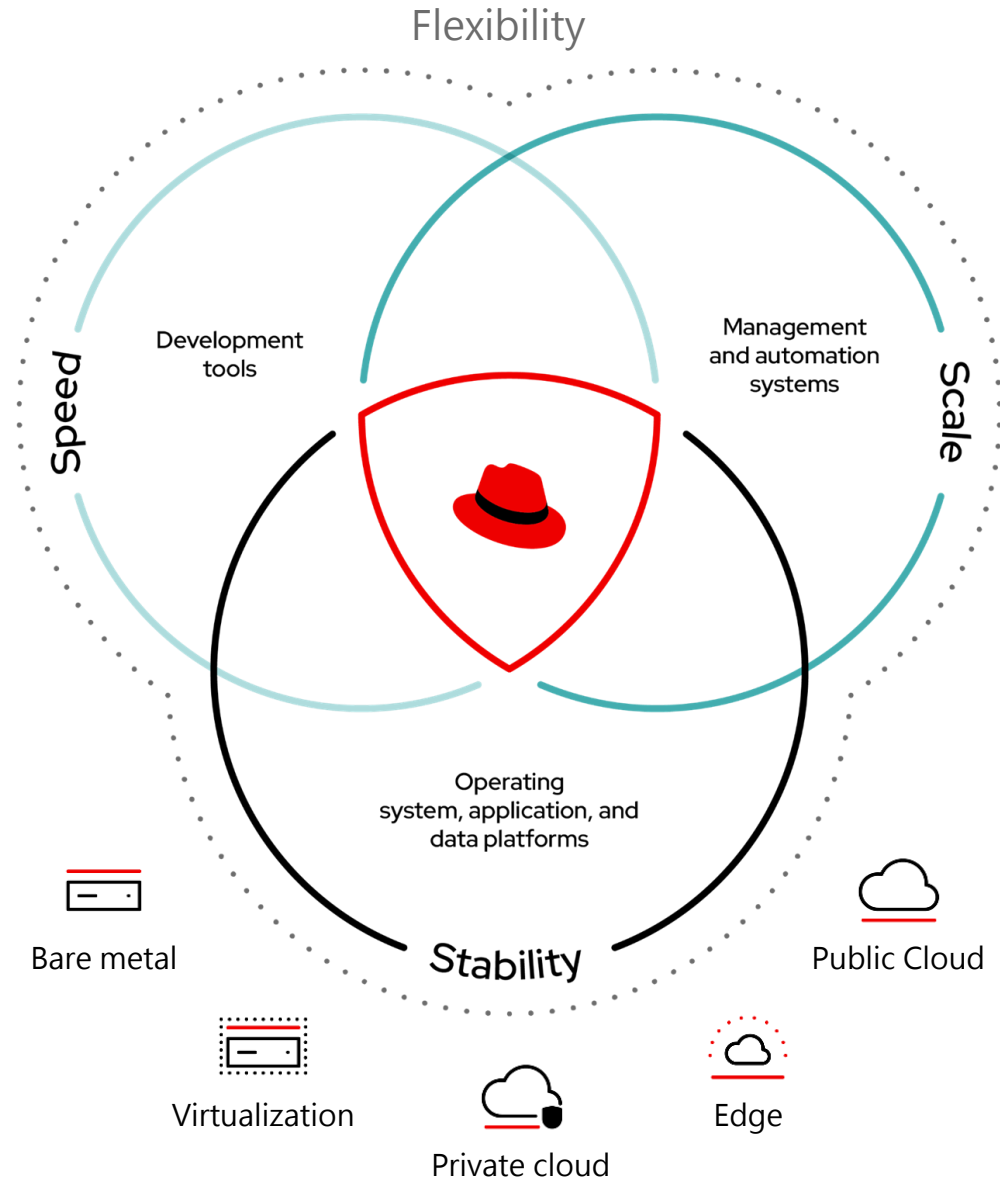 Flexibility
Development
tools
Management
and automation
systems
Speed
Scale
Operating
system, application, and
data platforms
Stability
Bare metal
Public Cloud
Virtualization
Edge
Private cloud